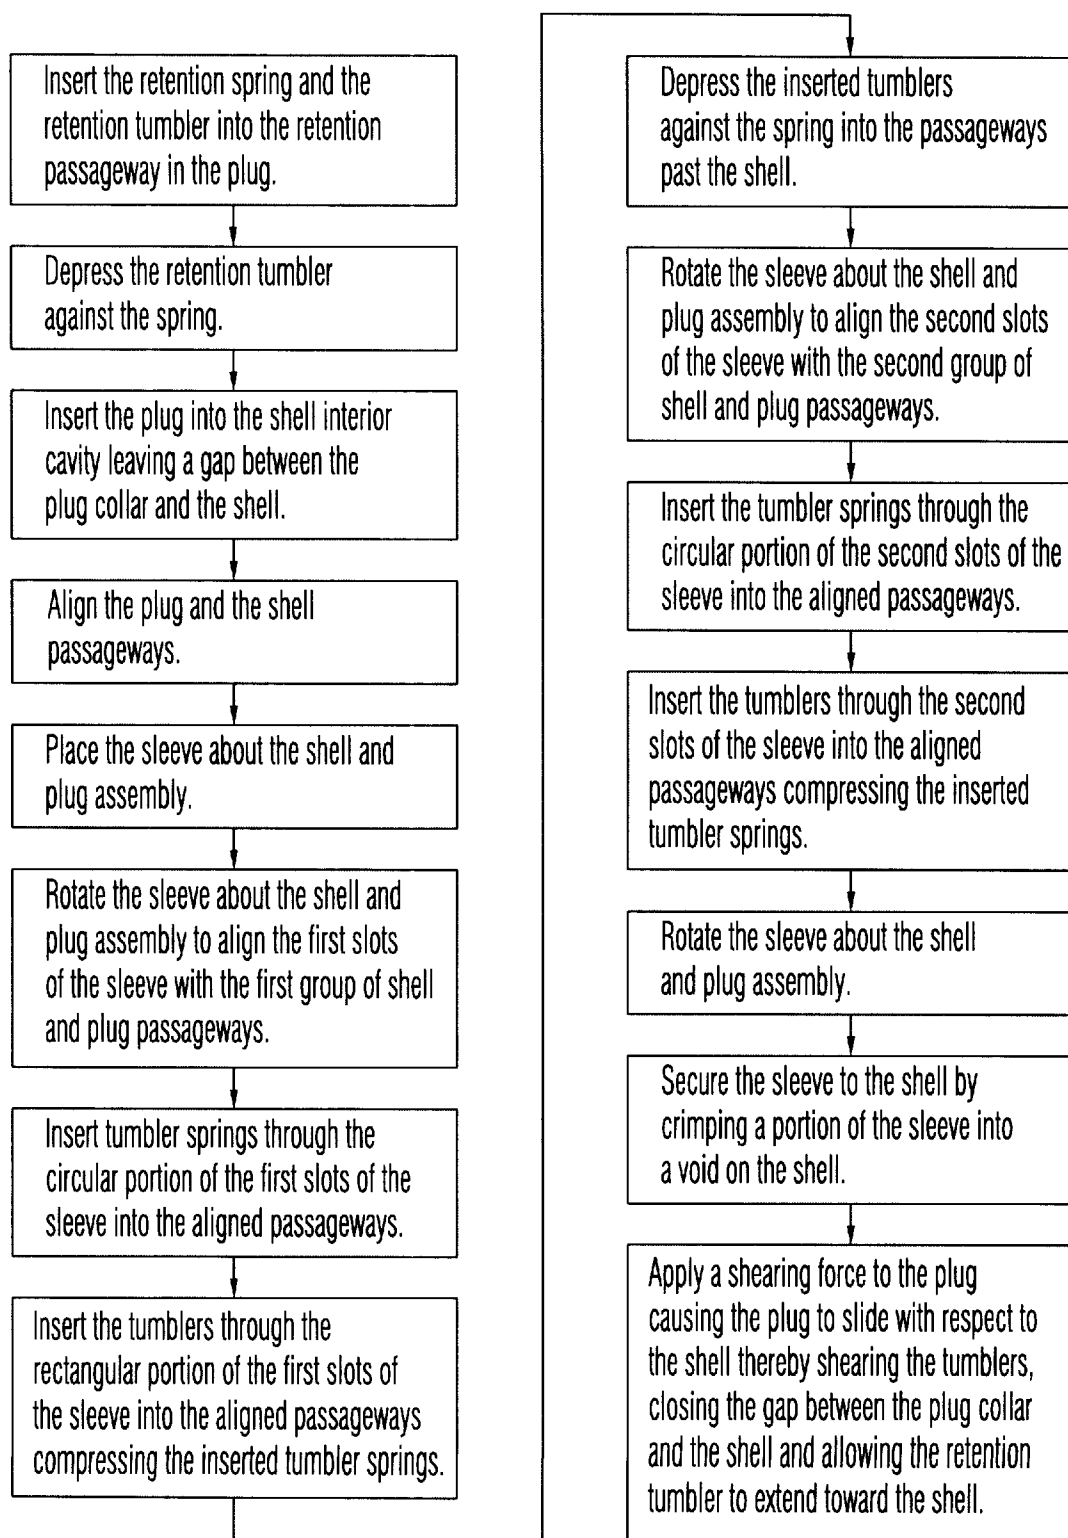 Insert the retention spring and the
retention tumbler into the retention
passageway in the plug.
Depress the retention tumbler
against the spring.
Insert the plug into the shell interior
cavity leaving a gap between the
plug collar and the shell.
Align the plug and the shell
passageways.
Place the sleeve about the shell and
plug assembly.
Rotate the sleeve about the shell and
plug assembly to align the first slots
of the sleeve with the first group of shell
and plug passageways.
Insert tumbler springs through the
circular portion of the first slots of the
sleeve into the aligned passageways.
Insert the tumblers through the
rectangular portion of the first slots of
the sleeve into the aligned passageways
compressing the inserted tumbler springs.
Depress the inserted tumblers
against the spring into the passageways
past the shell.
Rotate the sleeve about the shell and
plug assembly to align the second slots
of the sleeve with the second group of
shell and plug passageways.
Insert the tumbler springs through the
circular portion of the second slots of the
sleeve into the aligned passageways.
Insert the tumblers through the second
slots of the sleeve into the aligned
passageways compressing the inserted
tumbler springs.
Rotate the sleeve about the shell
and plug assembly.
Secure the sleeve to the shell by
crimping a portion of the sleeve into
a void on the shell.
Apply a shearing force to the plug
causing the plug to slide with respect to
the shell thereby shearing the tumblers,
closing the gap between the plug collar
and the shell and allowing the retention
tumbler to extend toward the shell.